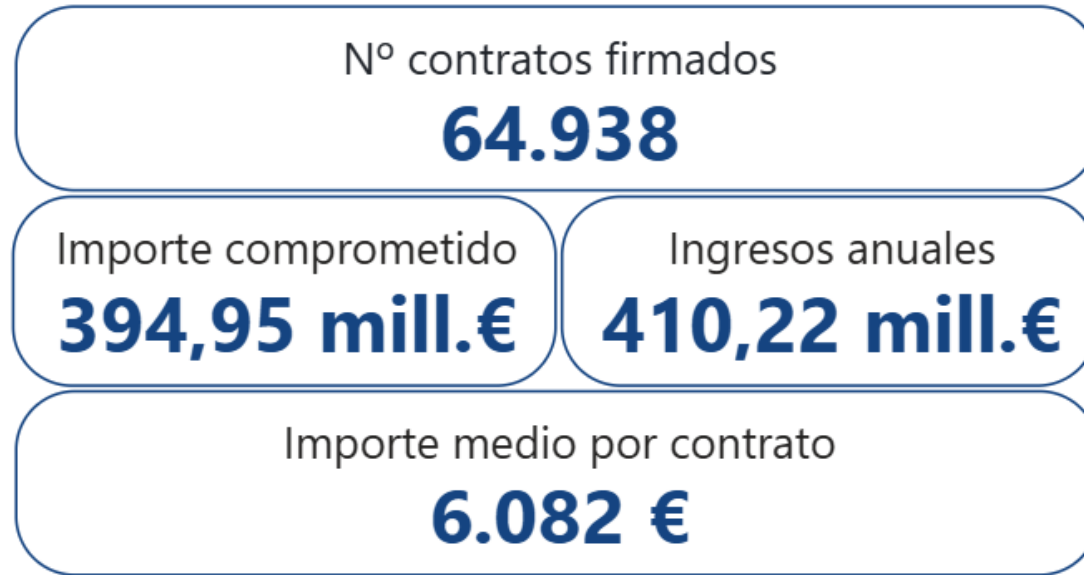 Nº contratos firmados
64.938
Importe comprometido
394,95 mill.€
Ingresos anuales
410,22 mill.€
Importe medio por contrato
6.082 €